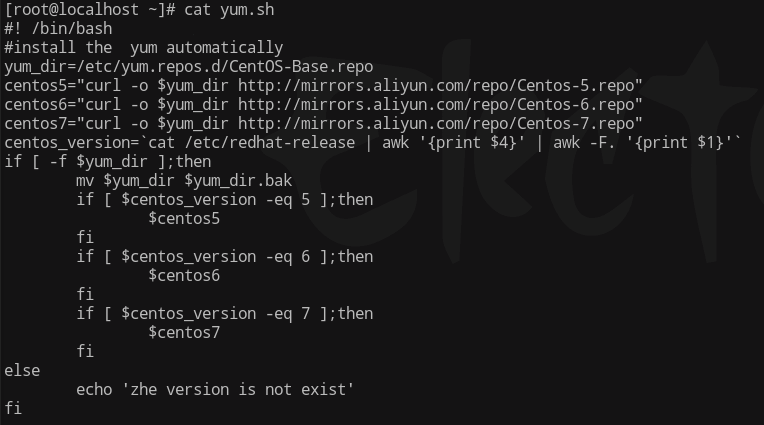 [root@localhost ~]# cat yum.sh
#! /bin/bash
#install the  yum automatically
yum_dir=/etc/yum.repos.d/CentOS-Base.repo
centos5="curl -o $yum_dir http://mirrors.aliyun.com/repo/Centos-5.repo"
centos6="curl -o $yum_dir http://mirrors.aliyun.com/repo/Centos-6.repo"
centos7="curl -o $yum_dir http://mirrors.aliyun.com/repo/Centos-7.repo"
centos_version=`cat /etc/redhat-release | awk '{print $4}' | awk -F. '{print $1}'`
if [ -f $yum_dir ];then
        mv $yum_dir $yum_dir.bak
        if [ $centos_version -eq 5 ];then
                $centos5
        fi
        if [ $centos_version -eq 6 ];then
                $centos6
        fi
        if [ $centos_version -eq 7 ];then
                $centos7
        fi
else
        echo 'zhe version is not exist'
fi